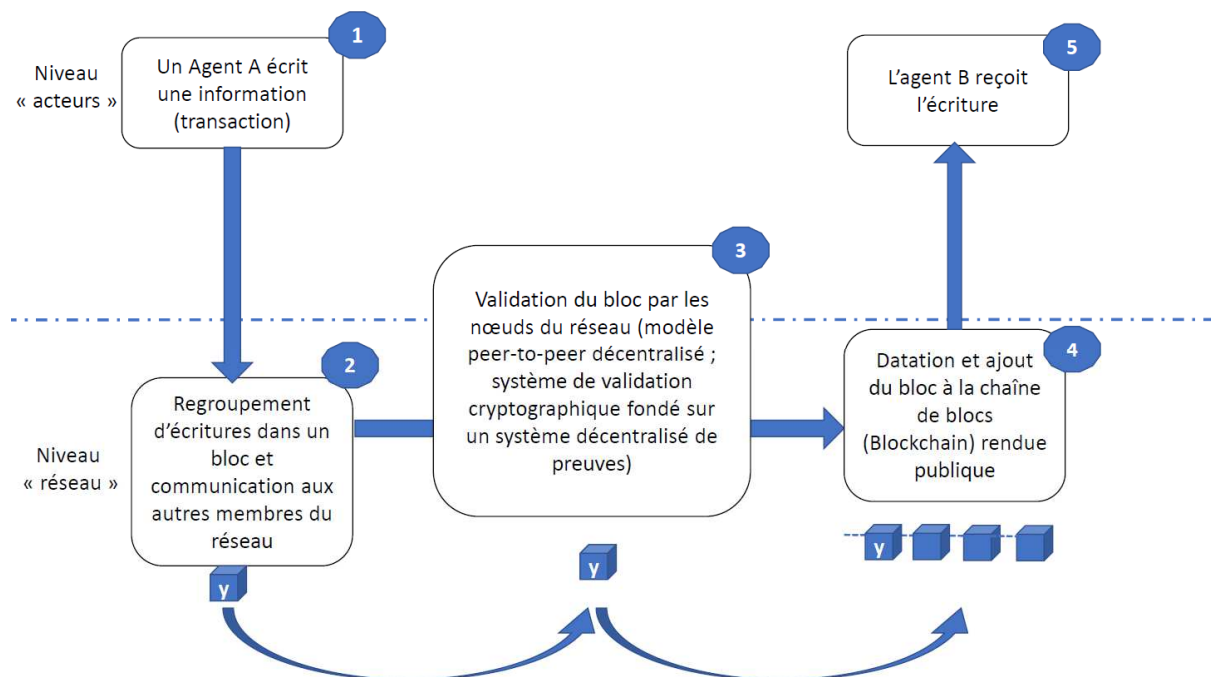 Niveau
« acteurs »
1
Un Agent A écrit
une information
(transaction)
5
L’agent B reçoit
l’écriture
Niveau
« réseau »
2
Regroupement
d’écritures dans un
bloc et
communication aux
autres membres du
réseau
y
3
Validation du bloc par les
nœuds du réseau (modèle
peer-to-peer décentralisé ;
système de validation
cryptographique fondé sur
un système décentralisé de
preuves)
y
4
Datation et ajout
du bloc à la chaîne
de blocs
(Blockchain) rendue
publique
y